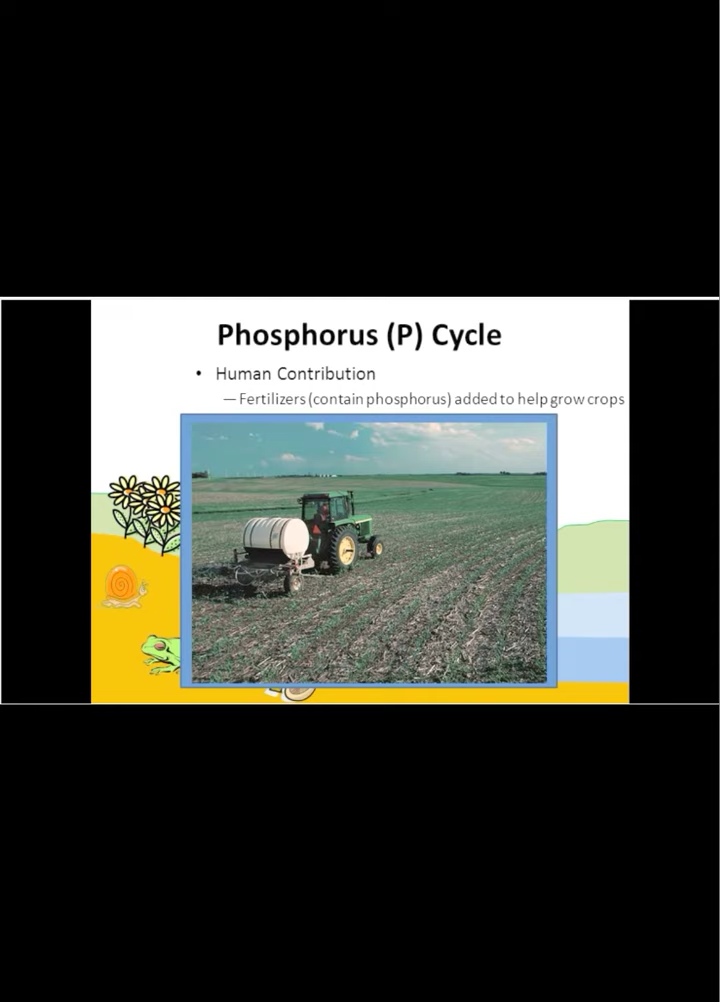 Phosphorus (P) Cycle
• Human Contribution
— Fertilizers (contain phosphorus) added to help grow crops